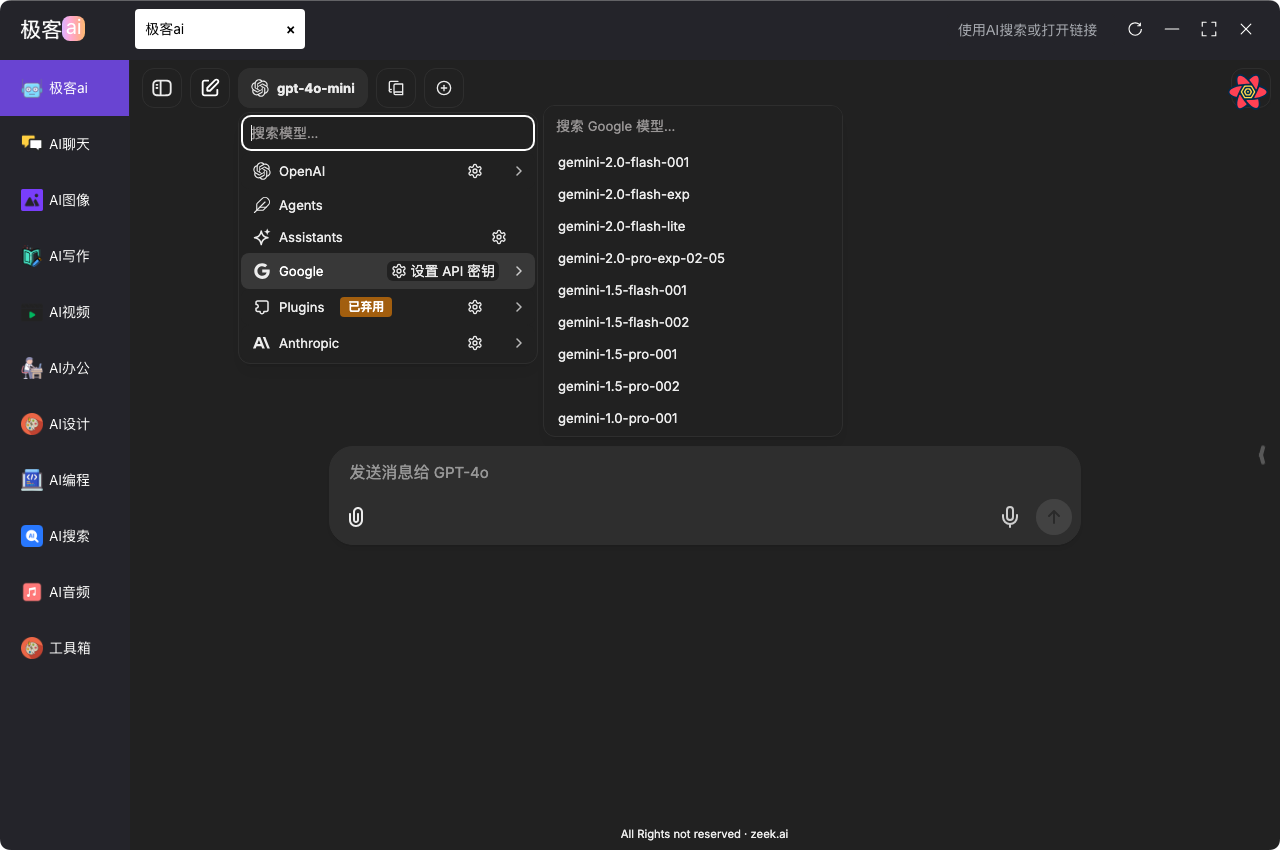 极客ai
极客ai
使用AI搜索或打开链接
极客ai
AI聊天
AI图像
AI写作
AI视频
AI办公
AI设计
AI编程
AI搜索
AI音频
工具箱
gpt-4o-mini
搜索模型...
OpenAI
Agents
Assistants
Google 设置 API 密钥
Plugins 已弃用
Anthropic
搜索 Google 模型...
gemini-2.0-flash-001
gemini-2.0-flash-exp
gemini-2.0-flash-lite
gemini-2.0-pro-exp-02-05
gemini-1.5-flash-001
gemini-1.5-flash-002
gemini-1.5-pro-001
gemini-1.5-pro-002
gemini-1.0-pro-001
发送消息给 GPT-4o
All Rights not reserved · zeek.ai